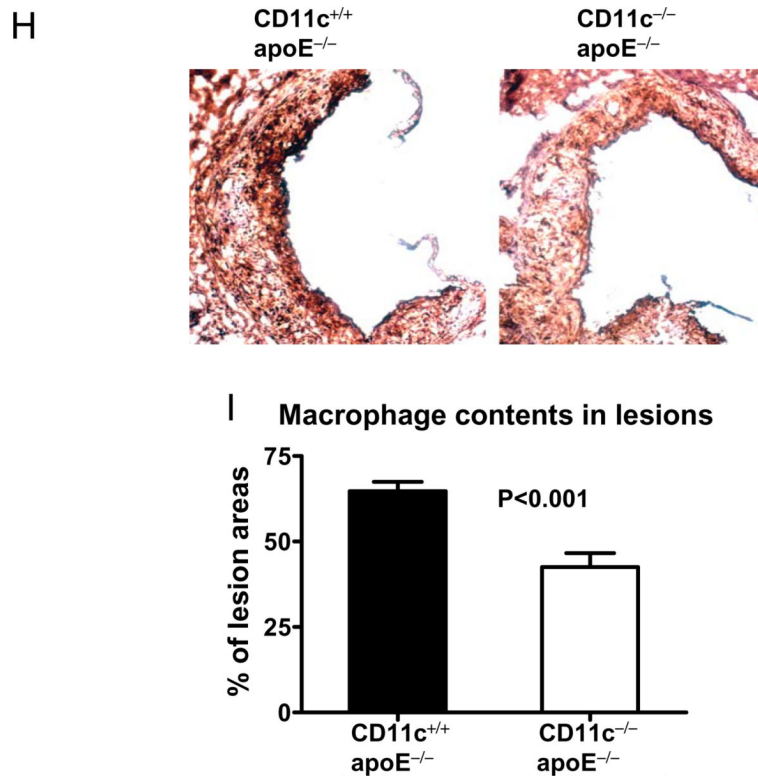 H
CD11c+/+ CD11c−/−
apoE−/− apoE−/−
I Macrophage contents in lesions
% of lesion areas
75
50
25
0
P<0.001
CD11c+/+ CD11c−/−
apoE−/− apoE−/−